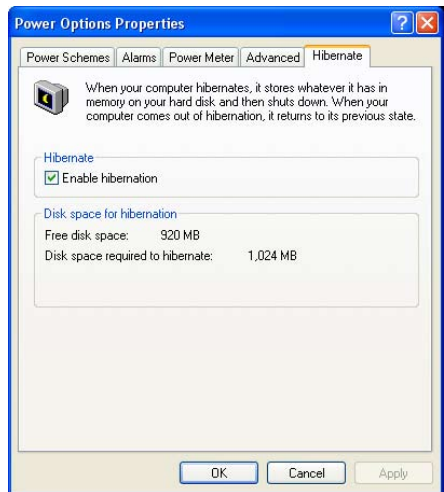 Power Options Properties
Power Schemes Alarms Power Meter Advanced Hibernate
When your computer hibernates, it stores whatever it has in
memory on your hard disk and then shuts down. When your
computer comes out of hibernation, it returns to its previous state.
Hibernate
Enable hibernation
Disk space for hibernation
Free disk space: 920 MB
Disk space required to hibernate: 1,024 MB
OK Cancel Apply